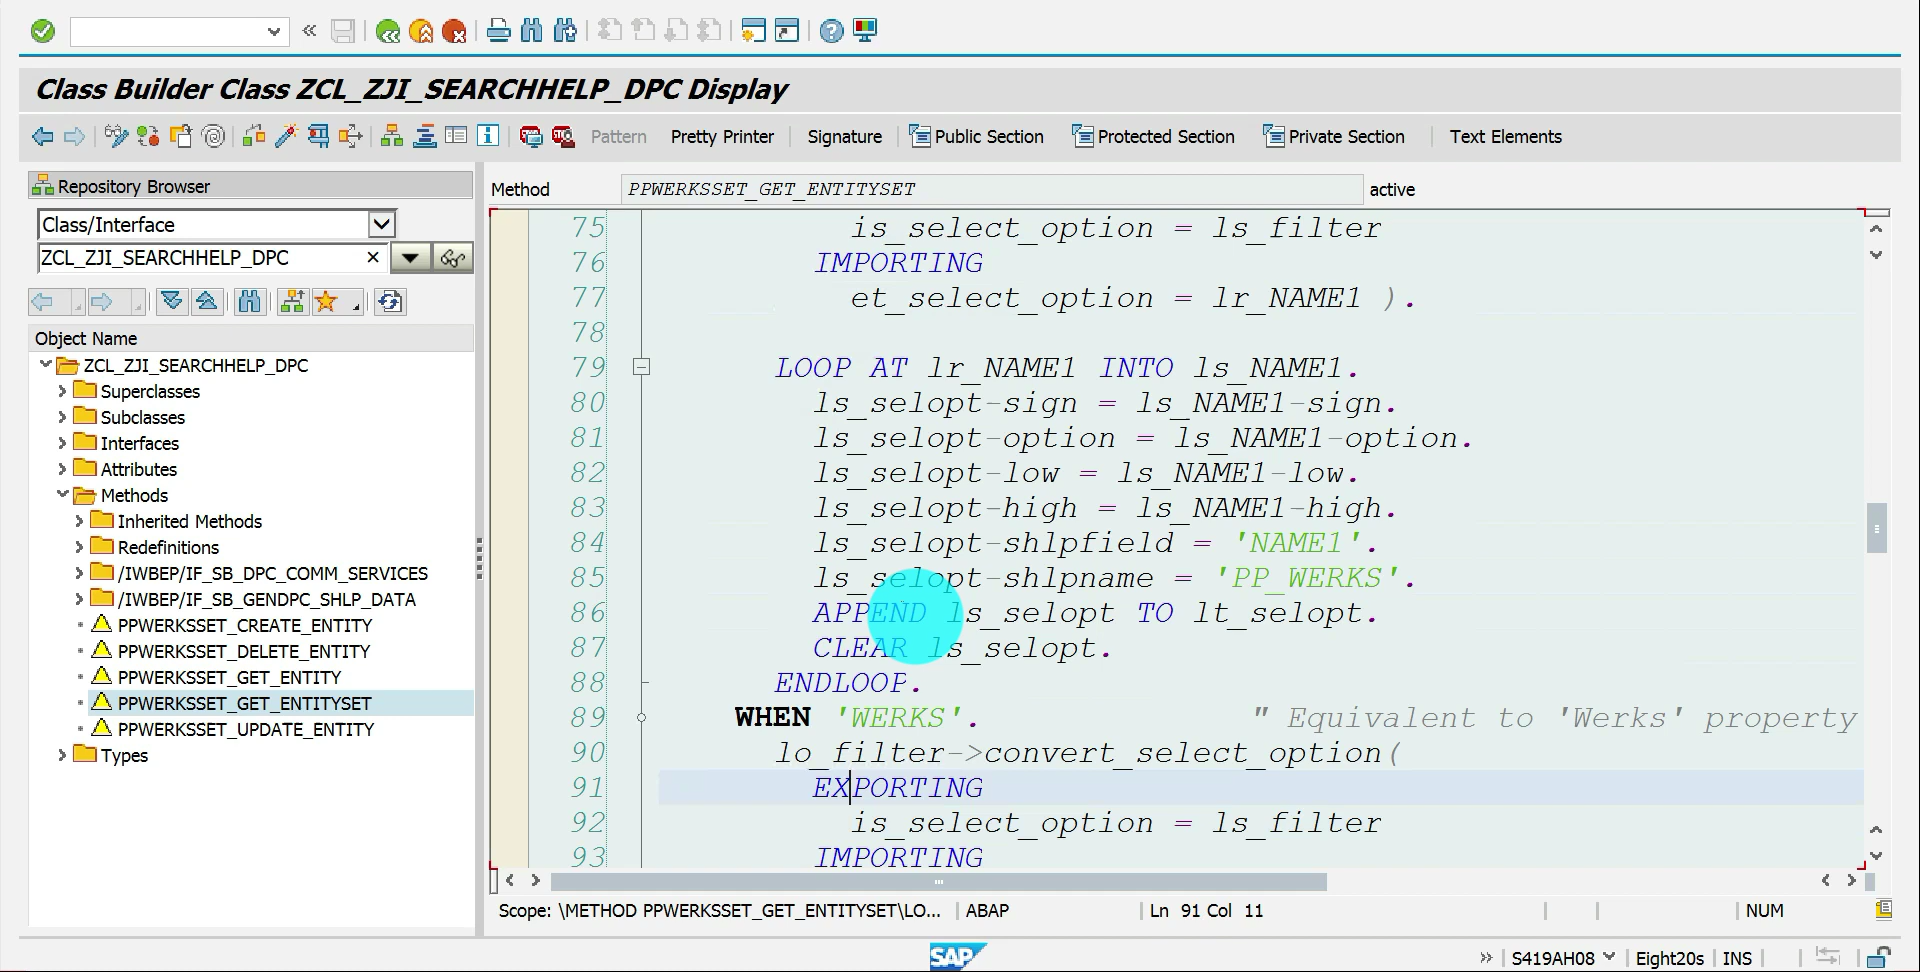 Class Builder Class ZCL_ZJI_SEARCHHELP_DPC Display
Pattern Pretty Printer Signature Public Section Protected Section Private Section Text Elements
Repository Browser
Class/Interface
ZCL_ZJI_SEARCHHELP_DPC
Object Name
ZCL_ZJI_SEARCHHELP_DPC
Superclasses
Subclasses
Interfaces
Attributes
Methods
Inherited Methods
Redefinitions
/IWBEP/IF_SB_DPC_COMM_SERVICES
/IWBEP/IF_SB_GENDPC_SHLP_DATA
PPWERKSSET_CREATE_ENTITY
PPWERKSSET_DELETE_ENTITY
PPWERKSSET_GET_ENTITY
PPWERKSSET_GET_ENTITYSET
PPWERKSSET_UPDATE_ENTITY
Types
Method PPWERKSSET_GET_ENTITYSET active
75 is_select_option = ls_filter
76 IMPORTING
77 et_select_option = lr_NAME1 ).
78
79 LOOP AT lr_NAME1 INTO ls_NAME1.
80 ls_selopt-sign = ls_NAME1-sign.
81 ls_selopt-option = ls_NAME1-option.
82 ls_selopt-low = ls_NAME1-low.
83 ls_selopt-high = ls_NAME1-high.
84 ls_selopt-shlpfield = 'NAME1'.
85 ls_selopt-shlpname = 'PP_WERKS'.
86 APPEND ls_selopt TO lt_selopt.
87 CLEAR ls_selopt.
88 ENDLOOP.
89 WHEN 'WERKS'. " Equivalent to 'Werks' property
90 lo_filter->convert_select_option(
91 EXPORTING
92 is_select_option = ls_filter
93 IMPORTING
Scope: \METHOD PPWERKSSET_GET_ENTITYSET\LO... ABAP Ln 91 Col 11 NUM
SAP S419AH08 Eight20s INS